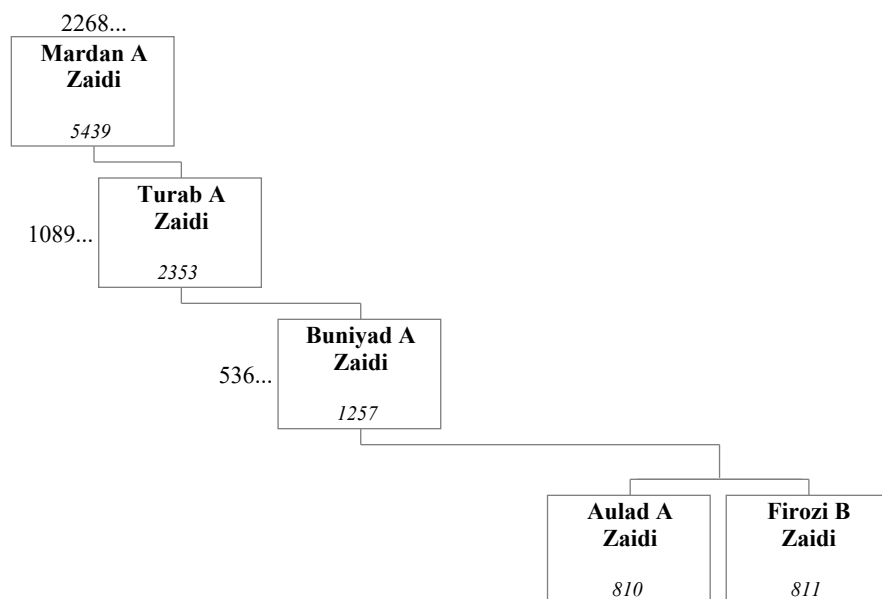 2268...
Mardan A
Zaidi
5439
Turab A
Zaidi
1089...
2353
Buniyad A
Zaidi
536...
1257
Aulad A
Zaidi
810
Firozi B
Zaidi
811